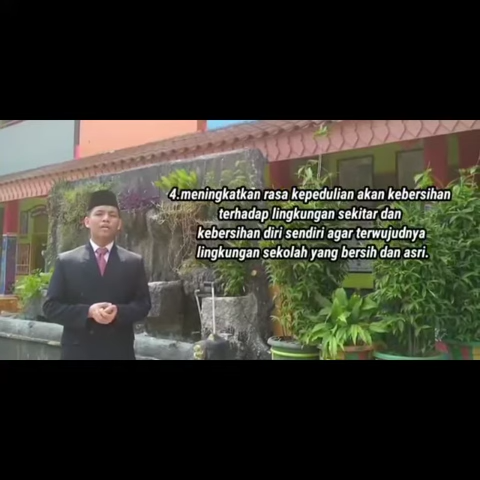 4.meningkatkan rasa kepedulian akan kebersihan
terhadap lingkungan sekitar dan
kebersihan diri sendiri agar terwujudnya
lingkungan sekolah yang bersih dan asri.